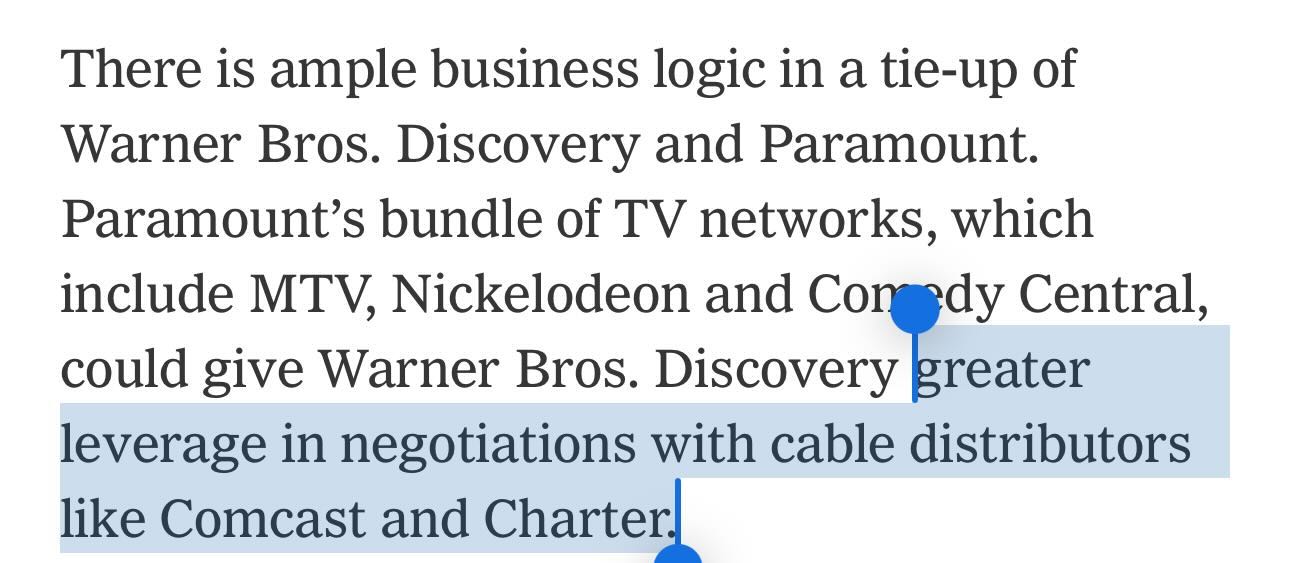 There is ample business logic in a tie-up of
Warner Bros. Discovery and Paramount.
Paramount’s bundle of TV networks, which
include MTV, Nickelodeon and Comedy Central,
could give Warner Bros. Discovery greater
leverage in negotiations with cable distributors
like Comcast and Charter.